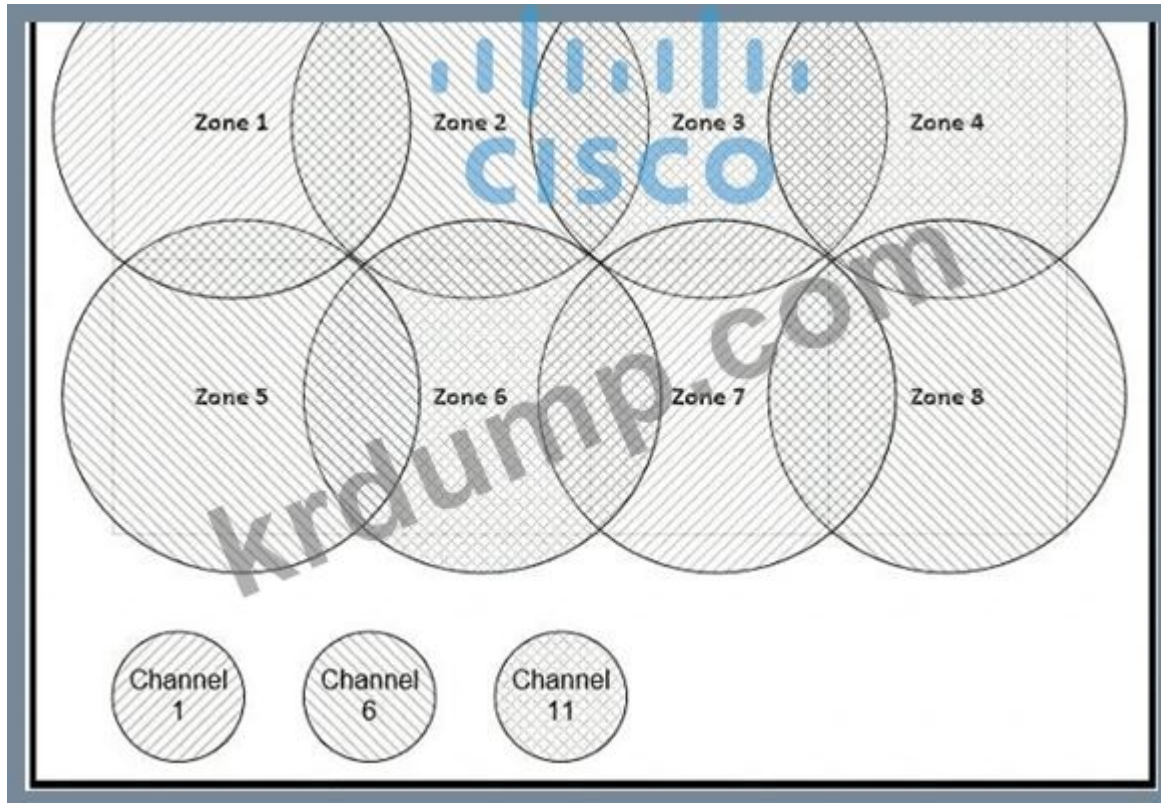 CISCO
Zone 1
Zone 2
Zone 3
Zone 4
Zone 5
Zone 6
Zone 7
Zone 8
krdump.com
Channel
1
Channel
6
Channel
11